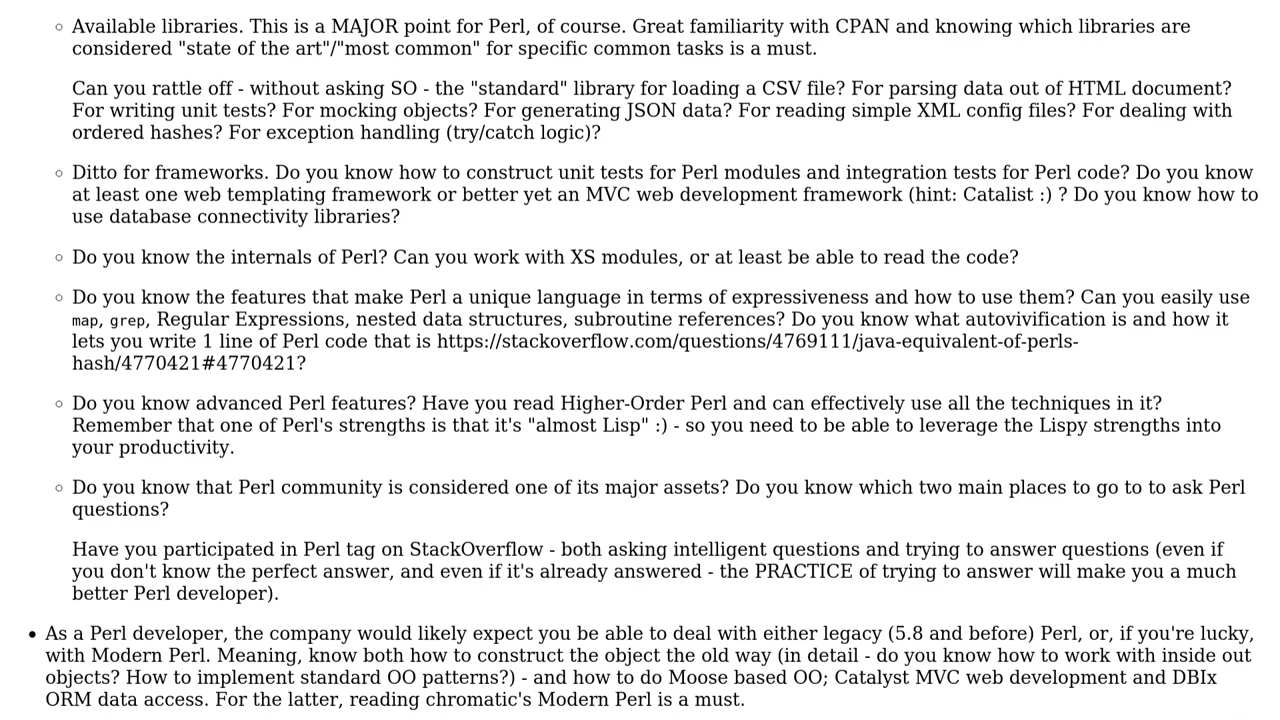 Available libraries. This is a MAJOR point for Perl, of course. Great familiarity with CPAN and knowing which libraries are
considered "state of the art"/"most common" for specific common tasks is a must.
Can you rattle off - without asking SO - the "standard" library for loading a CSV file? For parsing data out of HTML document?
For writing unit tests? For mocking objects? For generating JSON data? For reading simple XML config files? For dealing with
ordered hashes? For exception handling (try/catch logic)?
Ditto for frameworks. Do you know how to construct unit tests for Perl modules and integration tests for Perl code? Do you know
at least one web templating framework or better yet an MVC web development framework (hint: Catalist :) ? Do you know how to
use database connectivity libraries?
Do you know the internals of Perl? Can you work with XS modules, or at least be able to read the code?
Do you know the features that make Perl a unique language in terms of expressiveness and how to use them? Can you easily use
map, grep, Regular Expressions, nested data structures, subroutine references? Do you know what autovivification is and how it
lets you write 1 line of Perl code that is https://stackoverflow.com/questions/4769111/java-equivalent-of-perls-
hash/4770421#4770421?
Do you know advanced Perl features? Have you read Higher-Order Perl and can effectively use all the techniques in it?
Remember that one of Perl's strengths is that it's "almost Lisp" :) - so you need to be able to leverage the Lispy strengths into
your productivity.
Do you know that Perl community is considered one of its major assets? Do you know which two main places to go to to ask Perl
questions?
Have you participated in Perl tag on StackOverflow - both asking intelligent questions and trying to answer questions (even if
you don't know the perfect answer, and even if it's already answered - the PRACTICE of trying to answer will make you a much
better Perl developer).
As a Perl developer, the company would likely expect you be able to deal with either legacy (5.8 and before) Perl, or, if you're lucky,
with Modern Perl. Meaning, know both how to construct the object the old way (in detail - do you know how to work with inside out
objects? How to implement standard OO patterns?) - and how to do Moose based OO; Catalyst MVC web development and DBIx
ORM data access. For the latter, reading chromatic's Modern Perl is a must.